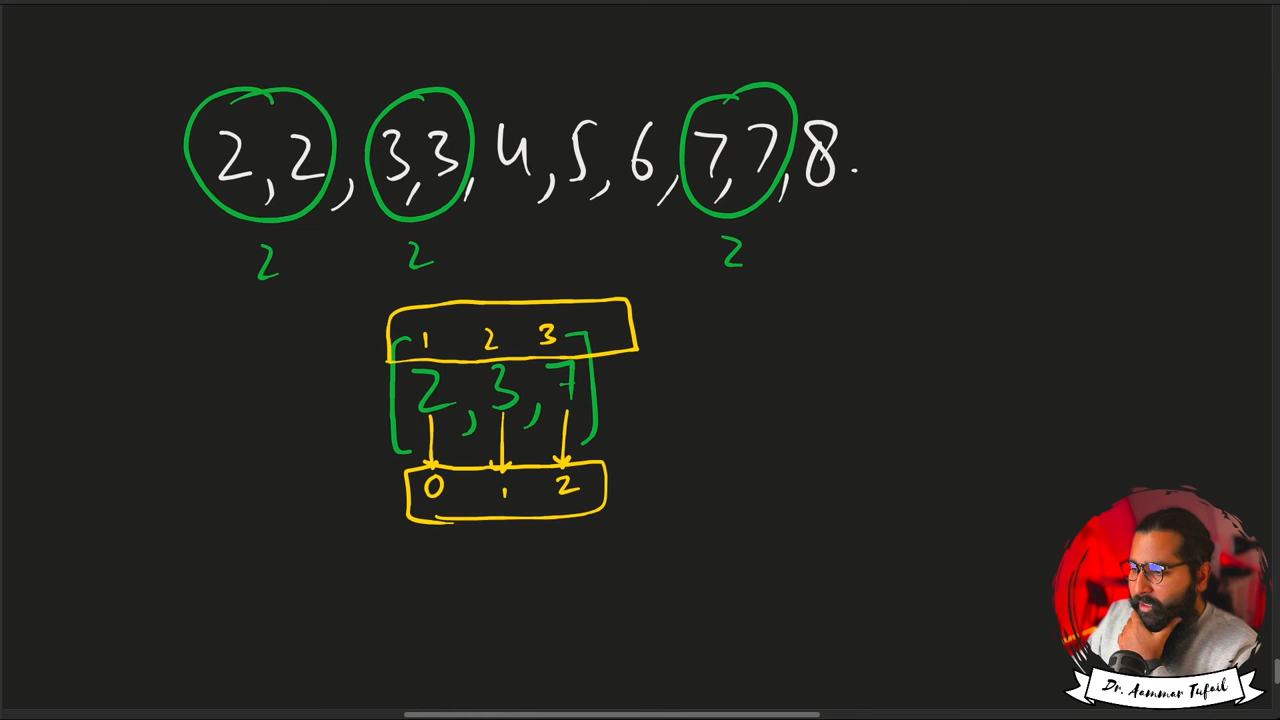 2, 2, 3, 3, 4, 5, 6, 7, 7, 8.
2 2 2
1 2 3
[2, 3, 7]
0 1 2
Dr. Aammar Tufail